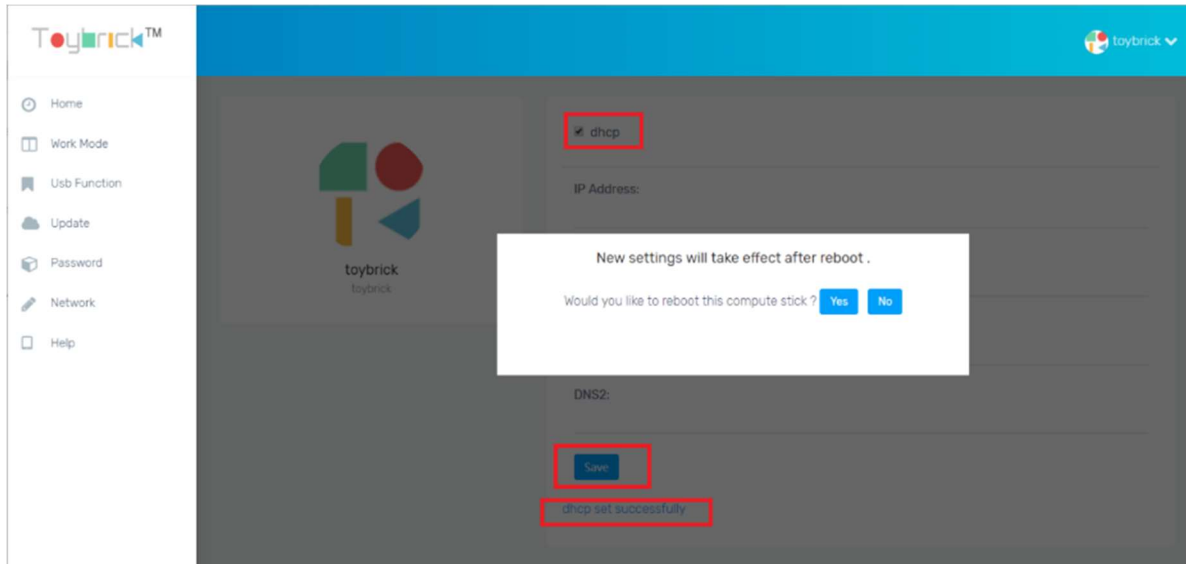 Toybrick™
toybrick
Home
Work Mode
Usb Function
Update
Password
Network
Help
toybrick
toybrick
dhcp
IP Address:
New settings will take effect after reboot .
Would you like to reboot this compute stick ? Yes No
DNS2:
Save
dhcp set successfully